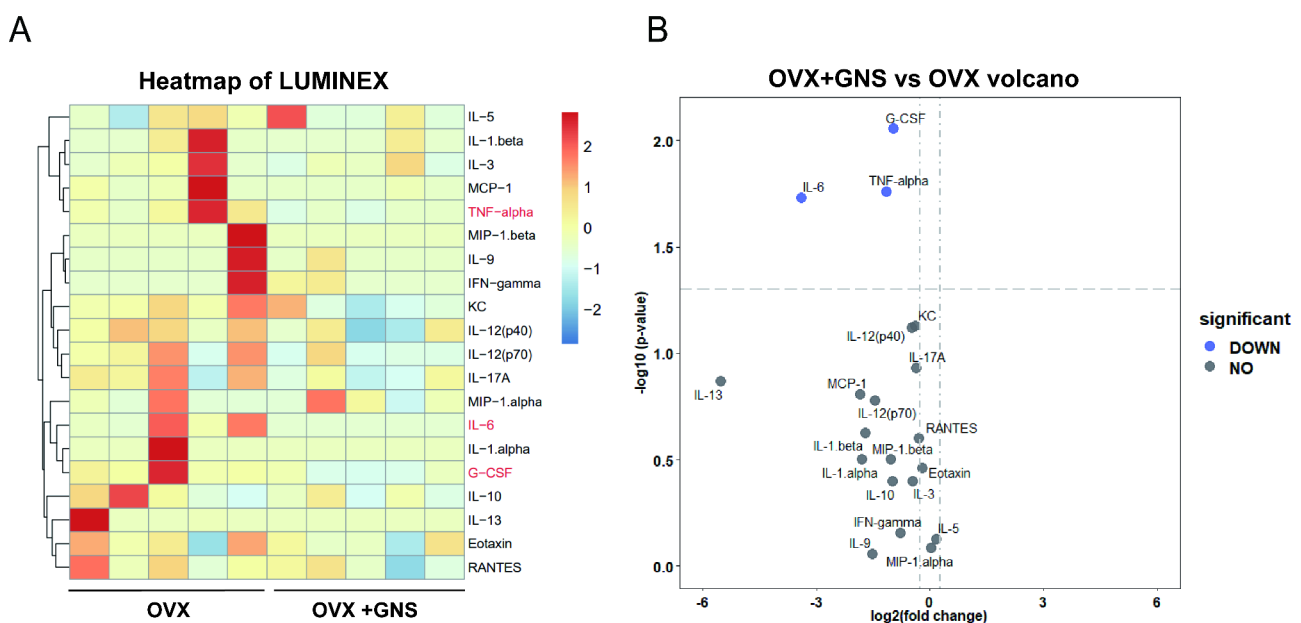 A
B
Heatmap of LUMINEX
IL−5
IL−1.beta
IL−3
MCP−1
TNF−alpha
MIP−1.beta
IL−9
IFN−gamma
KC
IL−12(p40)
IL−12(p70)
IL−17A
MIP−1.alpha
IL−6
IL−1.alpha
G−CSF
IL−10
IL−13
Eotaxin
RANTES
2
1
0
−1
−2
OVX
OVX +GNS
OVX+GNS vs OVX volcano
-log10 (p-value)
2.0
1.5
1.0
0.5
0.0
G-CSF
TNF-alpha
IL-6
KC
IL-12(p40)
IL-17A
IL-13
MCP-1
IL-12(p70)
RANTES
IL-1.beta
MIP-1.beta
IL-1.alpha
Eotaxin
IL-10
IL-3
IFN-gamma
IL-5
IL-9
MIP-1.alpha
-6
-3
0
3
6
log2(fold change)
significant
DOWN
NO